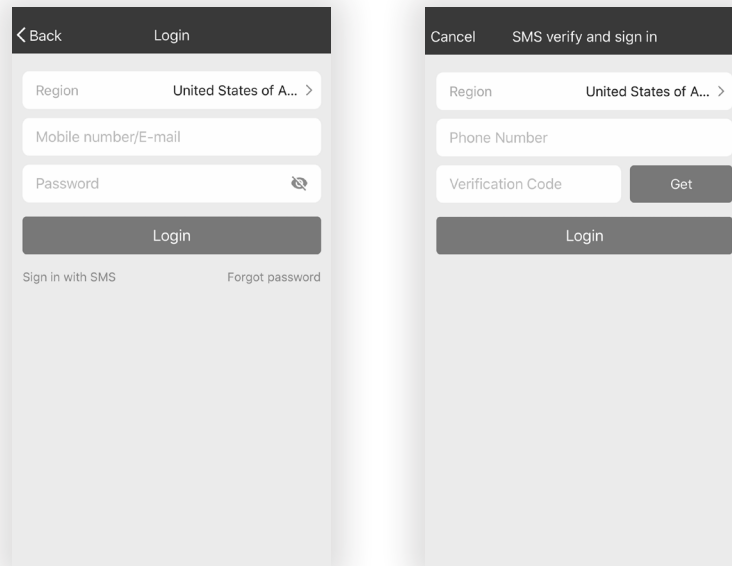 Back
Login
Region
United States of A...
Mobile number/E-mail
Password
Login
Sign in with SMS
Forgot password
Cancel
SMS verify and sign in
Region
United States of A...
Phone Number
Verification Code
Get
Login